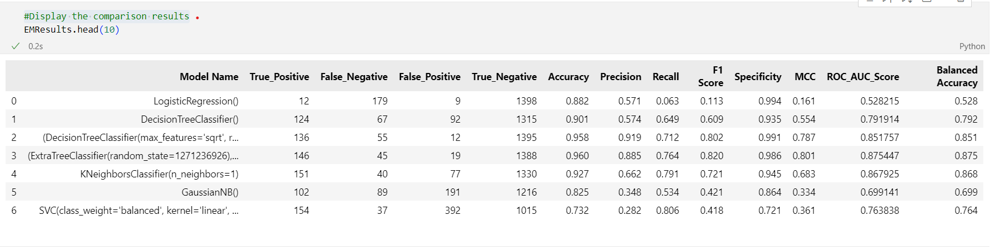 #Display the comparison results
EMResults.head(10)
0.2s
Python
Model Name True_Positive False_Negative False_Positive True_Negative Accuracy Precision Recall F1 Score Specificity MCC ROC_AUC_Score Balanced Accuracy
0 LogisticRegression() 12 179 9 1398 0.882 0.571 0.063 0.113 0.994 0.161 0.528215 0.528
1 DecisionTreeClassifier() 124 67 92 1315 0.901 0.574 0.649 0.609 0.935 0.554 0.791914 0.792
2 (DecisionTreeClassifier(max_features='sqrt', r... 136 55 12 1395 0.958 0.919 0.712 0.802 0.991 0.787 0.851757 0.851
3 (ExtraTreeClassifier(random_state=1271236926),... 146 45 19 1388 0.960 0.885 0.764 0.820 0.986 0.801 0.875447 0.875
4 KNeighborsClassifier(n_neighbors=1) 151 40 77 1330 0.927 0.662 0.791 0.721 0.945 0.683 0.867925 0.868
5 GaussianNB() 102 89 191 1216 0.825 0.348 0.534 0.421 0.864 0.334 0.699141 0.699
6 SVC(class_weight='balanced', kernel='linear', ... 154 37 392 1015 0.732 0.282 0.806 0.418 0.721 0.361 0.763838 0.764